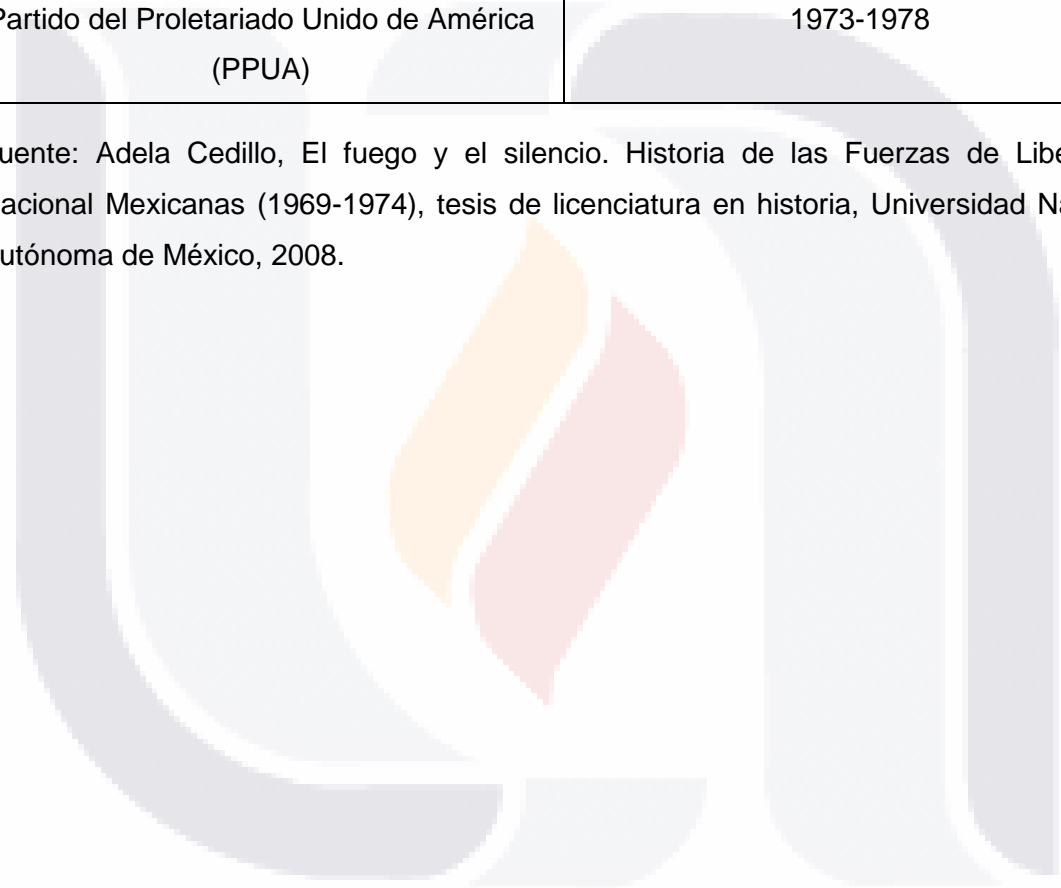 Partido del Proletariado Unido de América 1973-1978
(PPUA)
uente: Adela Cedillo, El fuego y el silencio. Historia de las Fuerzas de Libe
acional Mexicanas (1969-1974), tesis de licenciatura en historia, Universidad Na
utónoma de México, 2008.